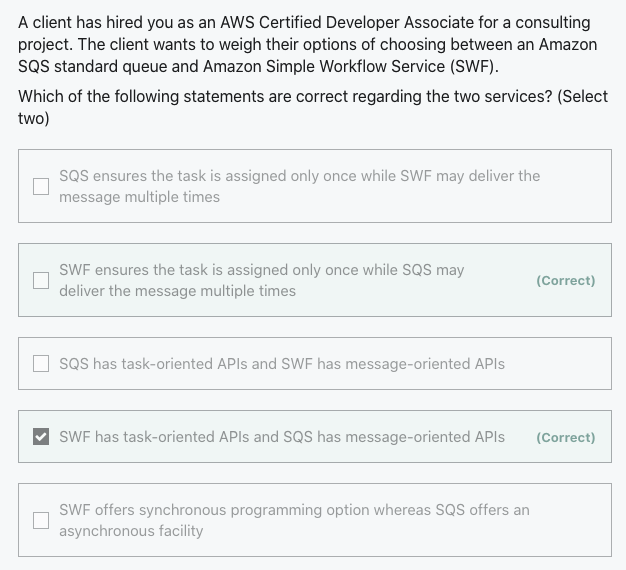 A client has hired you as an AWS Certified Developer Associate for a consulting
project. The client wants to weigh their options of choosing between an Amazon
SQS standard queue and Amazon Simple Workflow Service (SWF).
Which of the following statements are correct regarding the two services? (Select
two)
SQS ensures the task is assigned only once while SWF may deliver the
message multiple times
SWF ensures the task is assigned only once while SQS may
deliver the message multiple times
(Correct)
SQS has task-oriented APIs and SWF has message-oriented APIs
SWF has task-oriented APIs and SQS has message-oriented APIs (Correct)
SWF offers synchronous programming option whereas SQS offers an
asynchronous facility